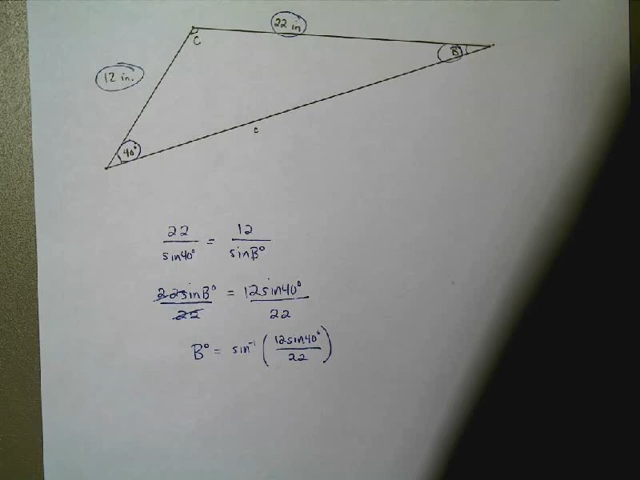 22 in
C
B°
12 in.
40°
c
22/sin40° = 12/sinB°
22sinB°/22 = 12sin40°/22
B° = sin⁻¹(12sin40°/22)